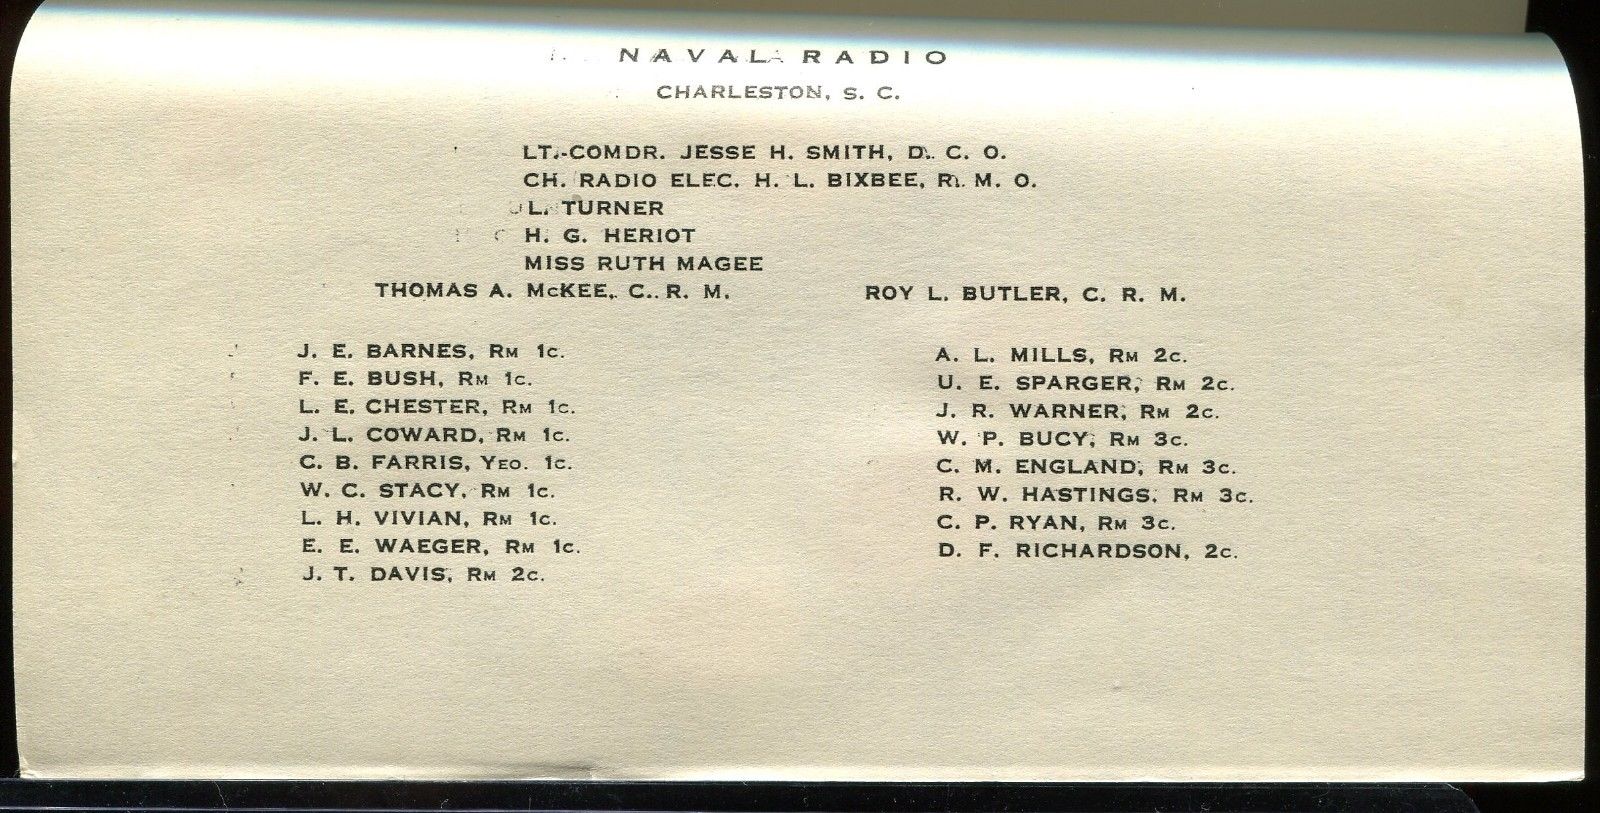 NAVAL RADIO
CHARLESTON, S. C.
LT.-COMDR. JESSE H. SMITH, D. C. O.
CH. RADIO ELEC. H. L. BIXBEE, R. M. O.
L. TURNER
H. G. HERIOT
MISS RUTH MAGEE
THOMAS A. McKEE, C. R. M.
ROY L. BUTLER, C. R. M.
J. E. BARNES, RM 1C.
F. E. BUSH, RM 1C.
L. E. CHESTER, RM 1C.
J. L. COWARD, RM 1C.
C. B. FARRIS, YEO. 1C.
W. C. STACY, RM 1C.
L. H. VIVIAN, RM 1C.
E. E. WAEGER, RM 1C.
J. T. DAVIS, RM 2C.
A. L. MILLS, RM 2C.
U. E. SPARGER, RM 2C.
J. R. WARNER, RM 2C.
W. P. BUCY, RM 3C.
C. M. ENGLAND, RM 3C.
R. W. HASTINGS, RM 3C.
C. P. RYAN, RM 3C.
D. F. RICHARDSON, 2C.